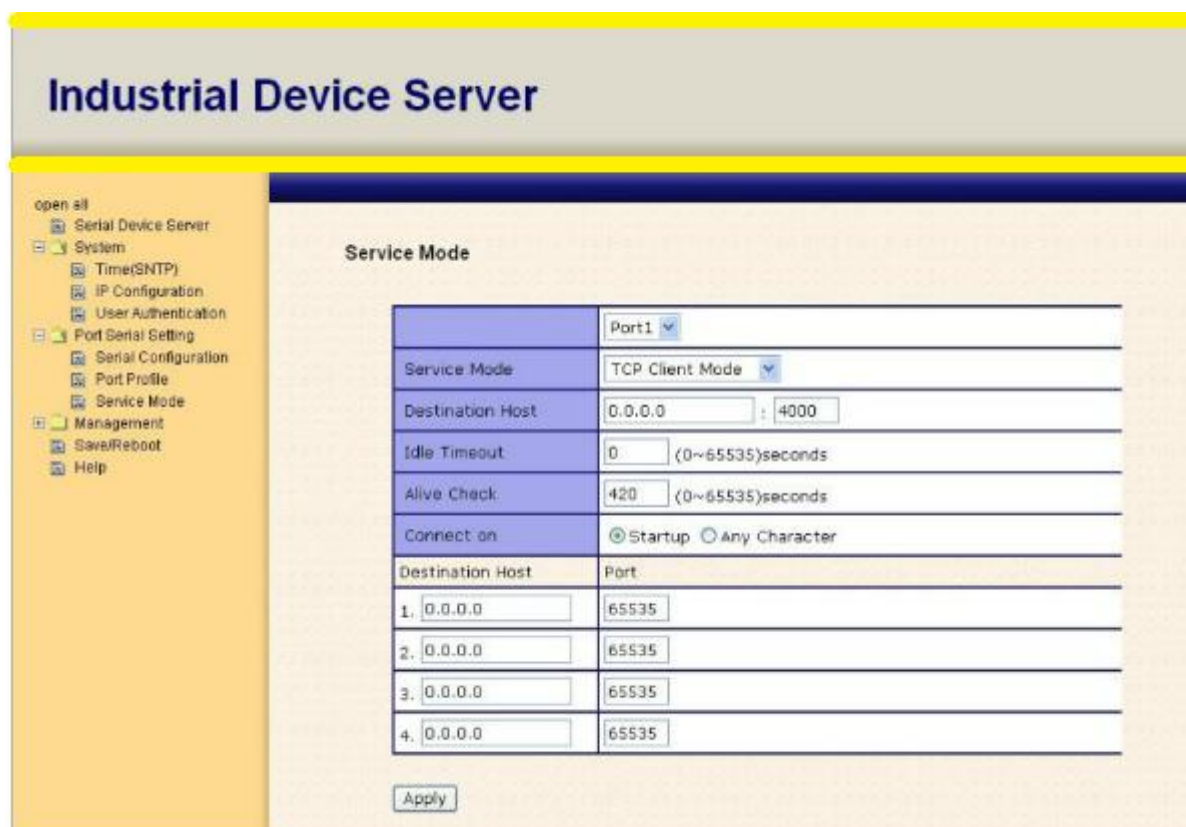 Industrial Device Server
open all
Serial Device Server
System
Time(SNTP)
IP Configuration
User Authentication
Port Serial Setting
Serial Configuration
Port Profile
Service Mode
Management
Save/Reboot
Help
Service Mode
Port1
Service Mode TCP Client Mode
Destination Host 0.0.0.0 : 4000
Idle Timeout 0 (0~65535)seconds
Alive Check 420 (0~65535)seconds
Connect on Startup Any Character
Destination Host Port
1. 0.0.0.0 65535
2. 0.0.0.0 65535
3. 0.0.0.0 65535
4. 0.0.0.0 65535
Apply